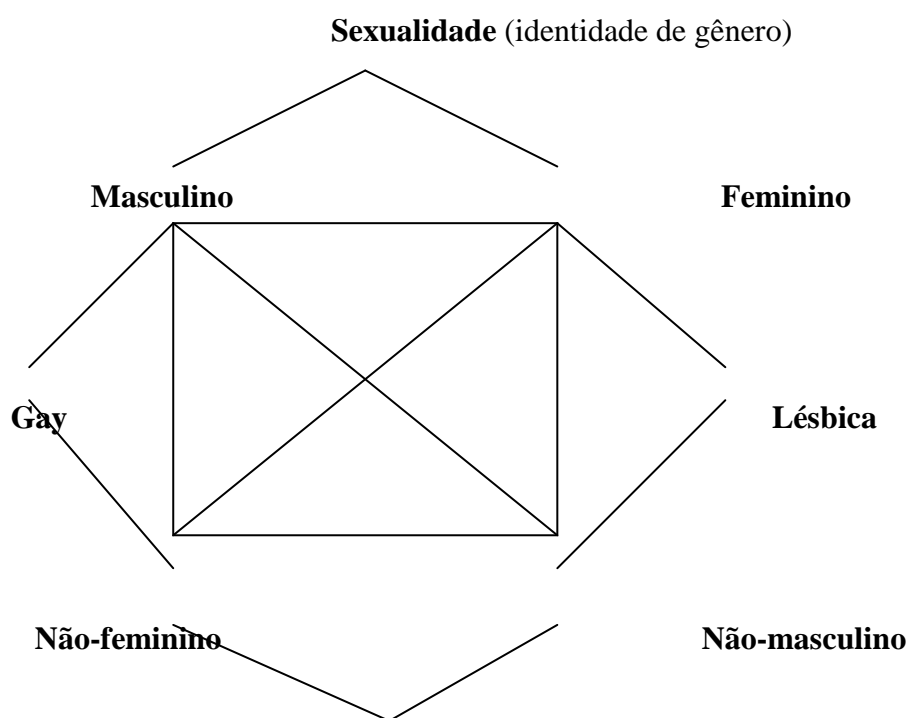 Sexualidade (identidade de gênero)
Masculino Feminino
Gay Lésbica
Não-feminino Não-masculino